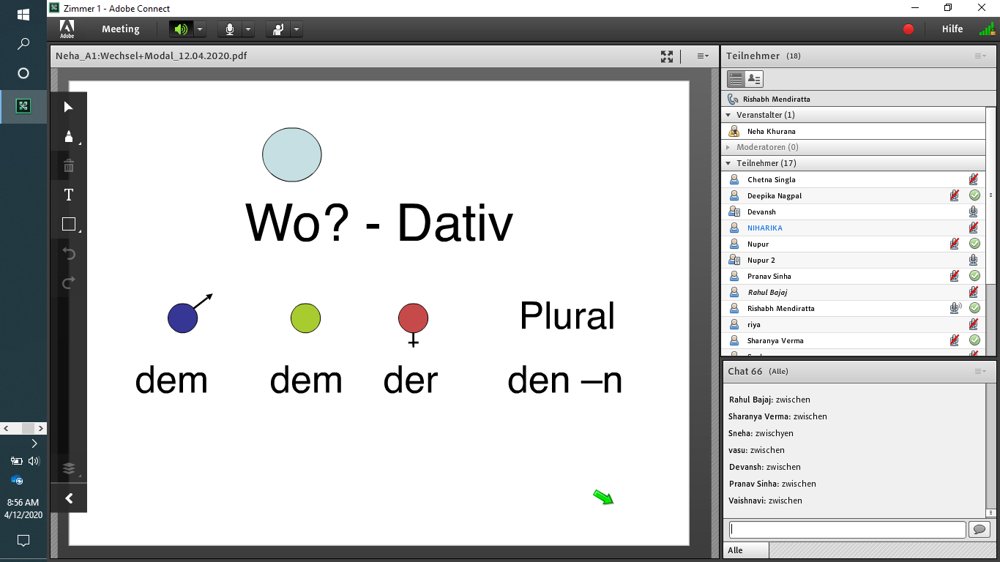 Zimmer 1 - Adobe Connect
Adobe
Meeting
Hilfe
Neha_A1:Wechsel+Modal_12.04.2020.pdf
Wo? - Dativ
Plural
dem dem der den –n
T
8:56 AM
4/12/2020
Teilnehmer (18)
Rishabh Mendiratta
Veranstalter (1)
Neha Khurana
Moderatoren (0)
Teilnehmer (17)
Chetna Singla
Deepika Nagpal
Devansh
NIHARIKA
Nupur
Nupur 2
Pranav Sinha
Rahul Bajaj
Rishabh Mendiratta
riya
Sharanya Verma
Chat 66 (Alle)
Rahul Bajaj: zwischen
Sharanya Verma: zwischen
Sneha: zwischyen
vasu: zwischen
Devansh: zwischen
Pranav Sinha: zwischen
Vaishnavi: zwischen
Alle